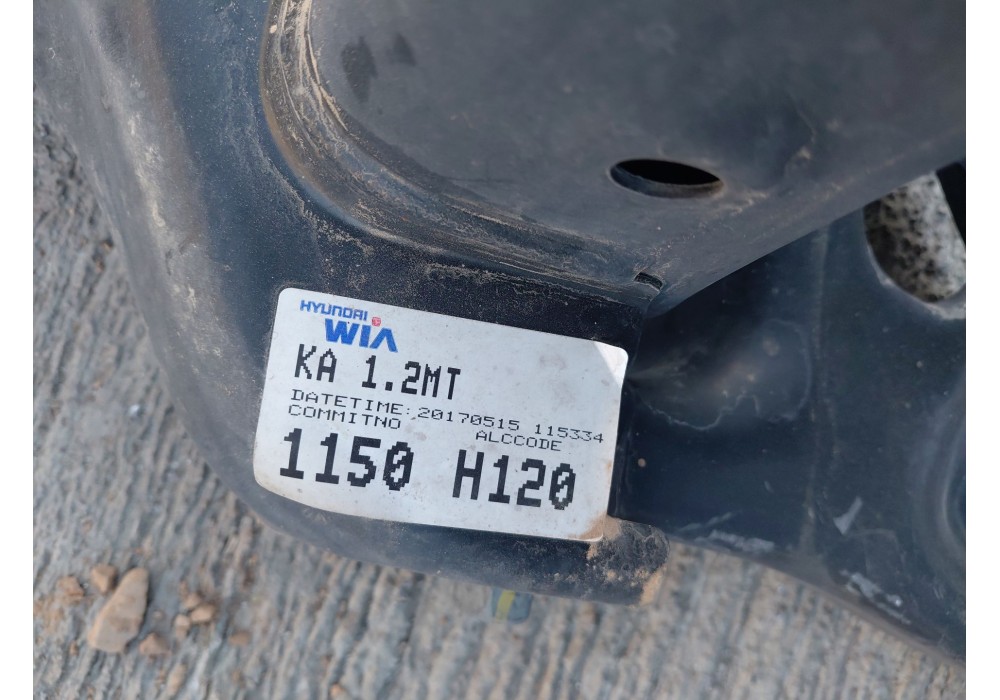 HYUNDAI
WIA
KA 1.2MT
DATETIME:20170515 115334
COMMITNO ALCCODE
1150 H120